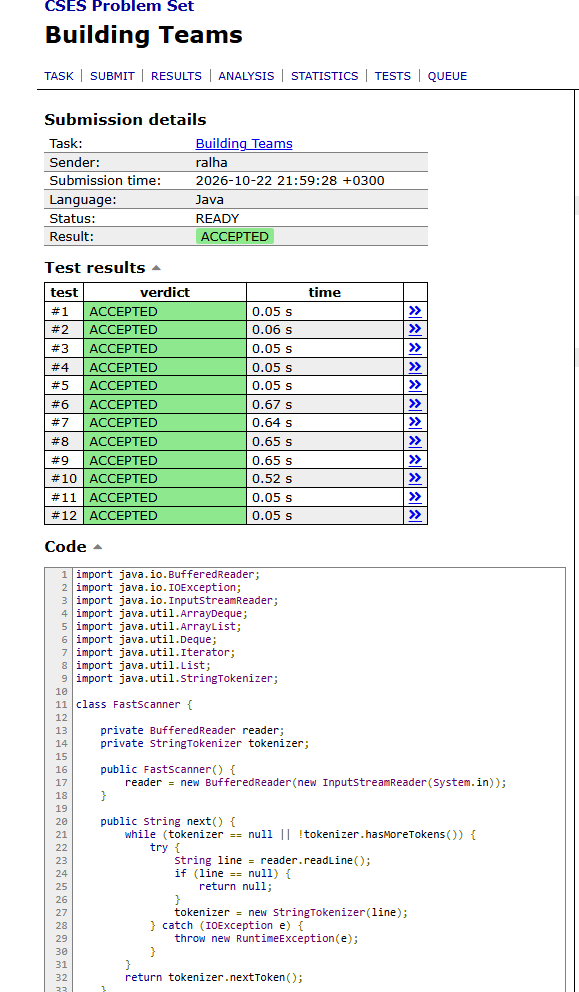 CSES Problem Set
Building Teams
TASK | SUBMIT | RESULTS | ANALYSIS | STATISTICS | TESTS | QUEUE
Submission details
Task: Building Teams
Sender: ralha
Submission time: 2026-10-22 21:59:28 +0300
Language: Java
Status: READY
Result: ACCEPTED
Test results
test verdict time
#1 ACCEPTED 0.05 s »
#2 ACCEPTED 0.06 s »
#3 ACCEPTED 0.05 s »
#4 ACCEPTED 0.05 s »
#5 ACCEPTED 0.05 s »
#6 ACCEPTED 0.67 s »
#7 ACCEPTED 0.64 s »
#8 ACCEPTED 0.65 s »
#9 ACCEPTED 0.65 s »
#10 ACCEPTED 0.52 s »
#11 ACCEPTED 0.05 s »
#12 ACCEPTED 0.05 s »
Code
1 import java.io.BufferedReader;
2 import java.io.IOException;
3 import java.io.InputStreamReader;
4 import java.util.ArrayDeque;
5 import java.util.ArrayList;
6 import java.util.Deque;
7 import java.util.Iterator;
8 import java.util.List;
9 import java.util.StringTokenizer;
10
11 class FastScanner {
12
13     private BufferedReader reader;
14     private StringTokenizer tokenizer;
15
16     public FastScanner() {
17         reader = new BufferedReader(new InputStreamReader(System.in));
18     }
19
20     public String next() {
21         while (tokenizer == null || !tokenizer.hasMoreTokens()) {
22             try {
23                 String line = reader.readLine();
24                 if (line == null) {
25                     return null;
26                 }
27                 tokenizer = new StringTokenizer(line);
28             } catch (IOException e) {
29                 throw new RuntimeException(e);
30             }
31         }
32         return tokenizer.nextToken();
33     }